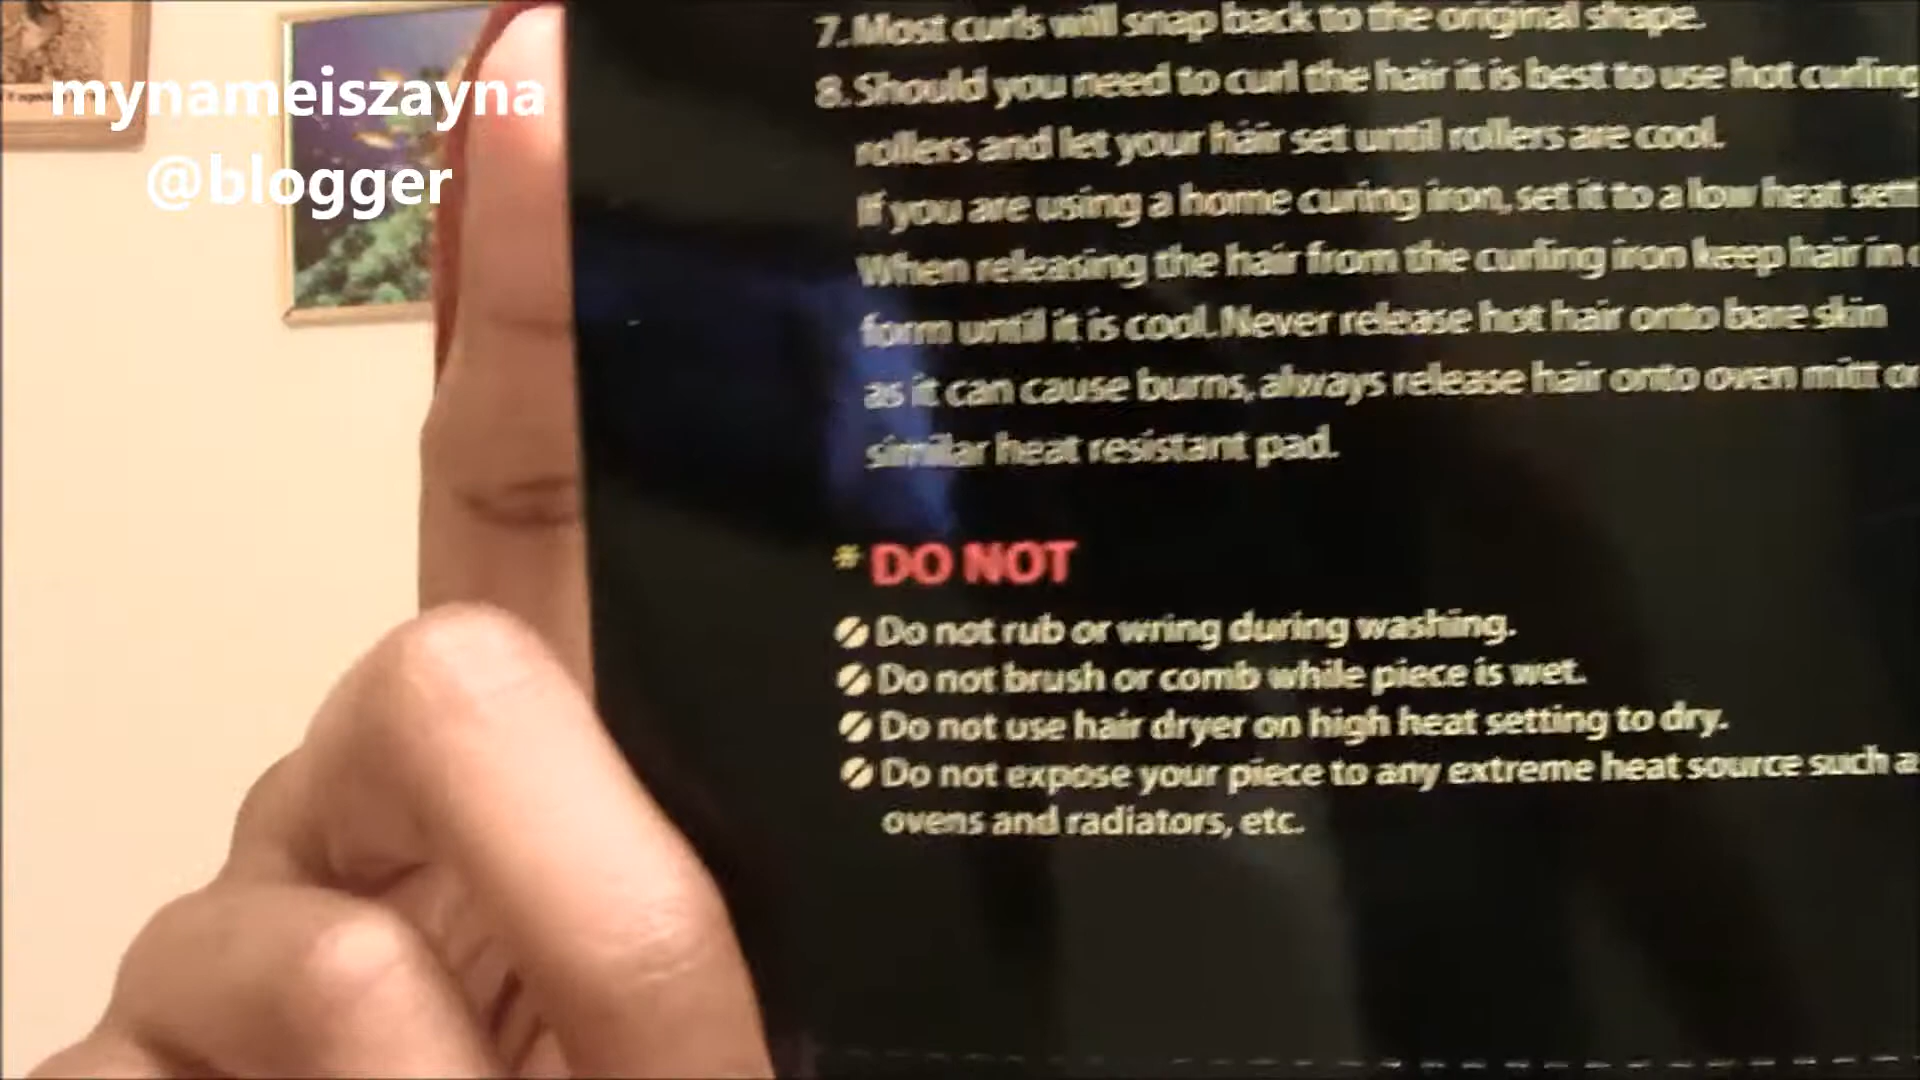 mynameiszayna
@blogger
7. Most curls will snap back to the original shape.
8. Should you need to curl the hair it is best to use hot curling
rollers and let your hair set until rollers are cool.
If you are using a home curing iron, set it to a low heat
When releasing the hair from the curling iron keep hair in
form until it is cool. Never release hot hair onto bare skin
as it can cause burns, always release hair onto oven mitt or
similar heat resistant pad.
* DO NOT
Do not rub or wring during washing.
Do not brush or comb while piece is wet.
Do not use hair dryer on high heat setting to dry.
Do not expose your piece to any extreme heat source such
ovens and radiators, etc.